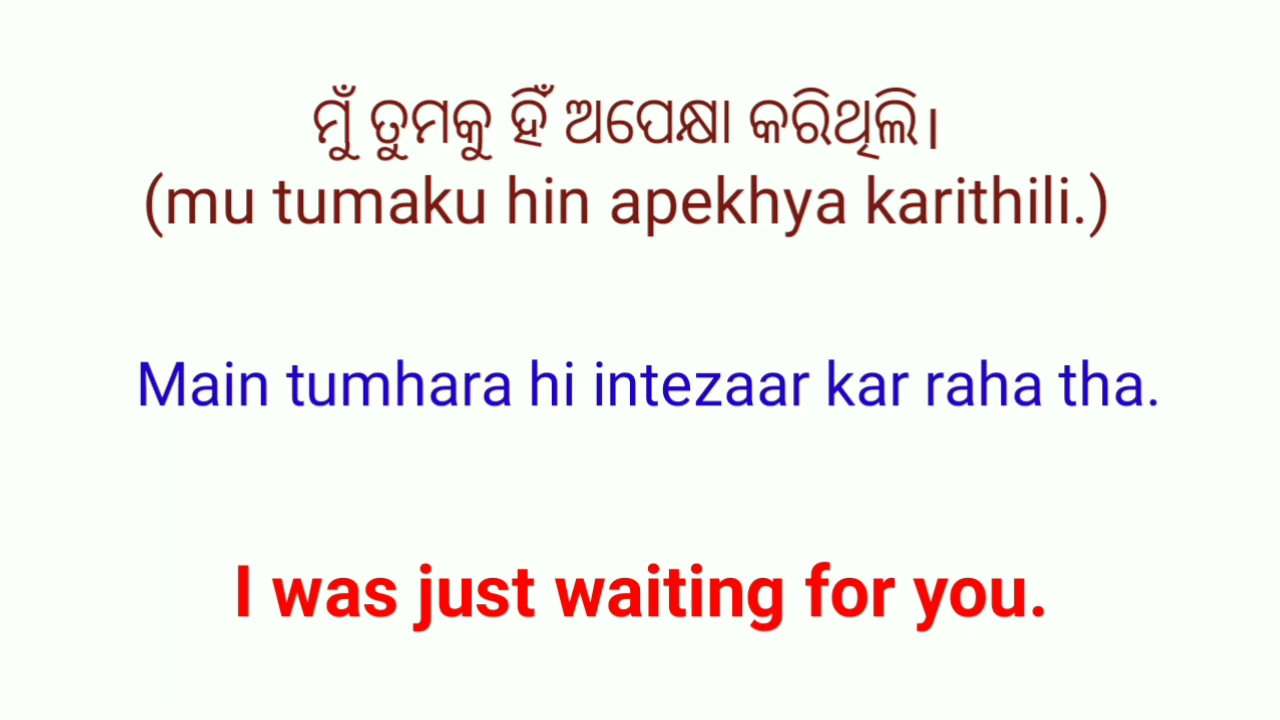 ମୁଁ ତୁମକୁ ହିଁ ଅପେକ୍ଷା କରିଥିଲି।
(mu tumaku hin apekhya karithili.)
Main tumhara hi intezaar kar raha tha.
I was just waiting for you.